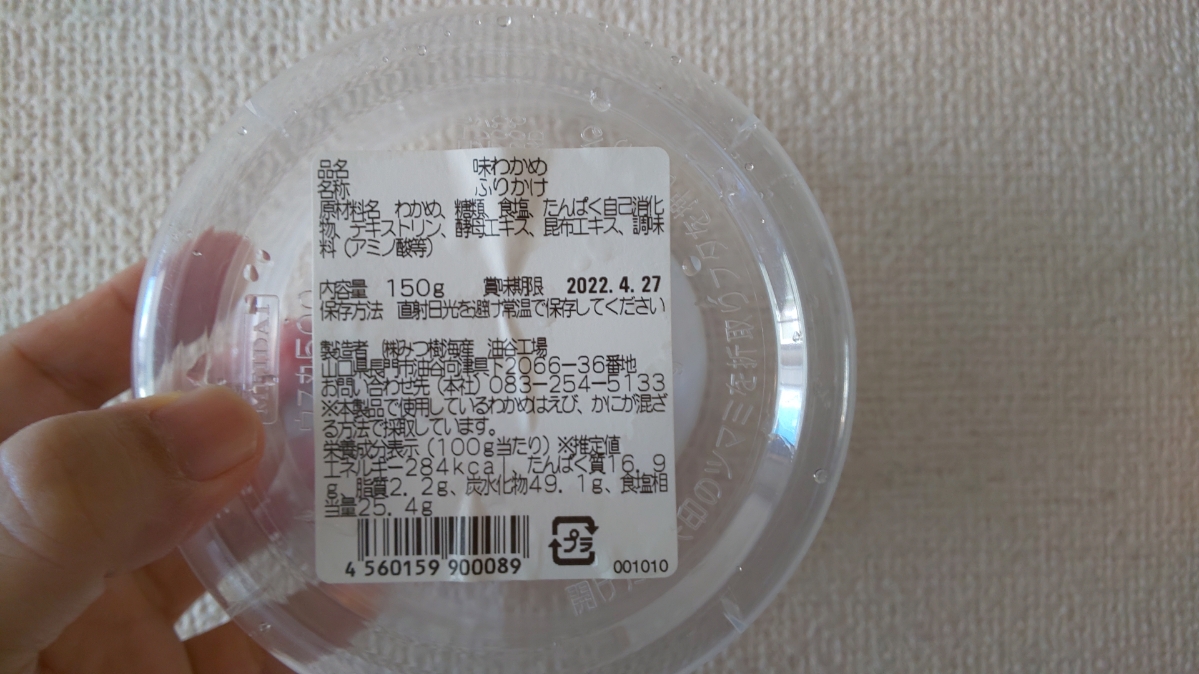 品名 味わかめ
名称 ふりかけ
原材料名 わかめ、糖類、食塩、たんぱく自己消化
物、デキストリン、酵母エキス、昆布エキス、調味
料（アミノ酸等）
内容量 150g 賞味期限 2022.4.27
保存方法 直射日光を避け常温で保存してください
製造者 ㈱みつ樹海産 油谷工場
山口県長門市油谷向津具下2066－36番地
お問い合わせ先（本社）083－254－5133
※本製品で使用しているわかめはえび、かにが混ざ
る方法で採取しています。
栄養成分表示（100g当たり）※推定値
エネルギー284kcal、たんぱく質16.9
g、脂質2.2g、炭水化物49.1g、食塩相
当量25.4g
プラ
4 560159 900089
001010